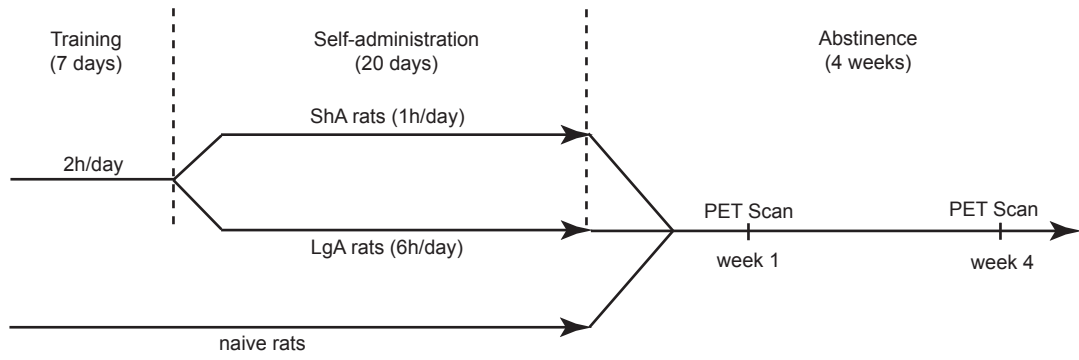 Training
(7 days)
Self-administration
(20 days)
Abstinence
(4 weeks)
ShA rats (1h/day)
2h/day
LgA rats (6h/day)
PET Scan
PET Scan
week 1
week 4
naive rats